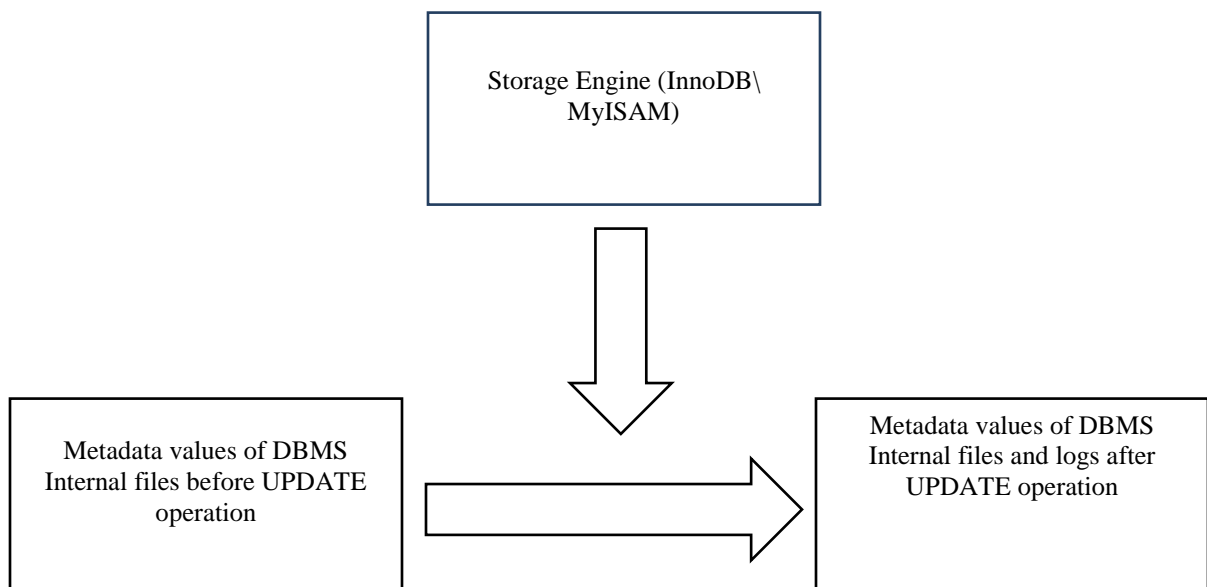 Storage Engine (InnoDB\
MyISAM)
Metadata values of DBMS
Internal files before UPDATE
operation
Metadata values of DBMS
Internal files and logs after
UPDATE operation